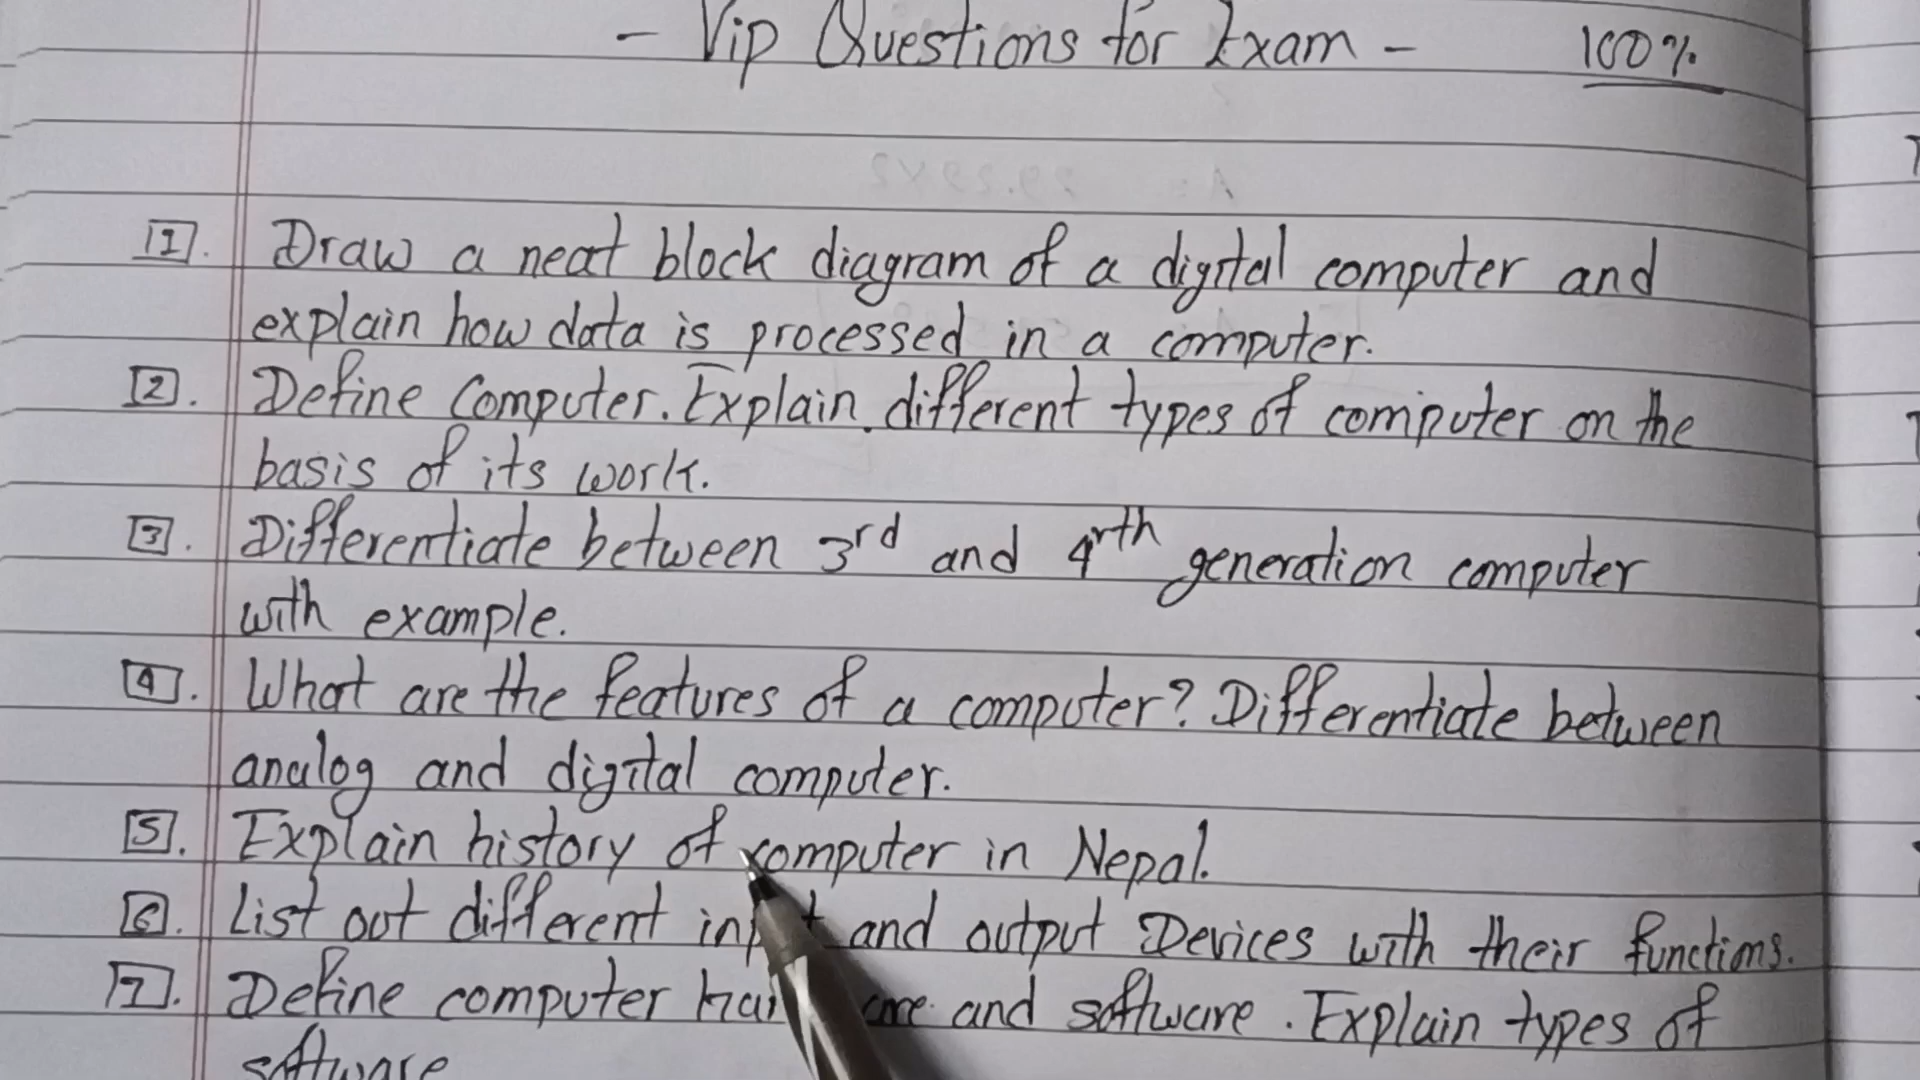 - Vip Questions for Exam - 100%
1. Draw a neat block diagram of a digital computer and
explain how data is processed in a computer.
2. Define Computer. Explain different types of computer on the
basis of its work.
3. Differentiate between 3rd and 4rth generation computer
with example.
4. What are the features of a computer? Differentiate between
analog and digital computer.
5. Explain history of computer in Nepal.
6. List out different input and output Devices with their functions.
7. Define computer hardware and software. Explain types of
software